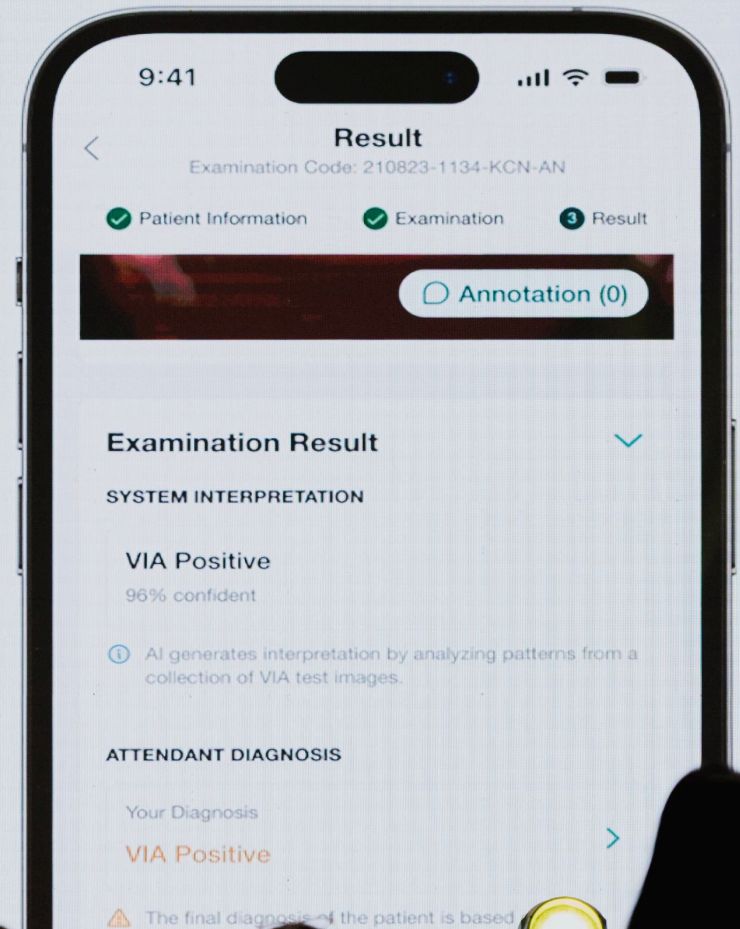 9:41
Result
Examination Code: 210823-1134-KCN-AN
Patient Information
Examination
3 Result
Annotation (0)
Examination Result
SYSTEM INTERPRETATION
VIA Positive
96% confident
AI generates interpretation by analyzing patterns from a
collection of VIA test images.
ATTENDANT DIAGNOSIS
Your Diagnosis
VIA Positive
The final diagnosis of the patient is based